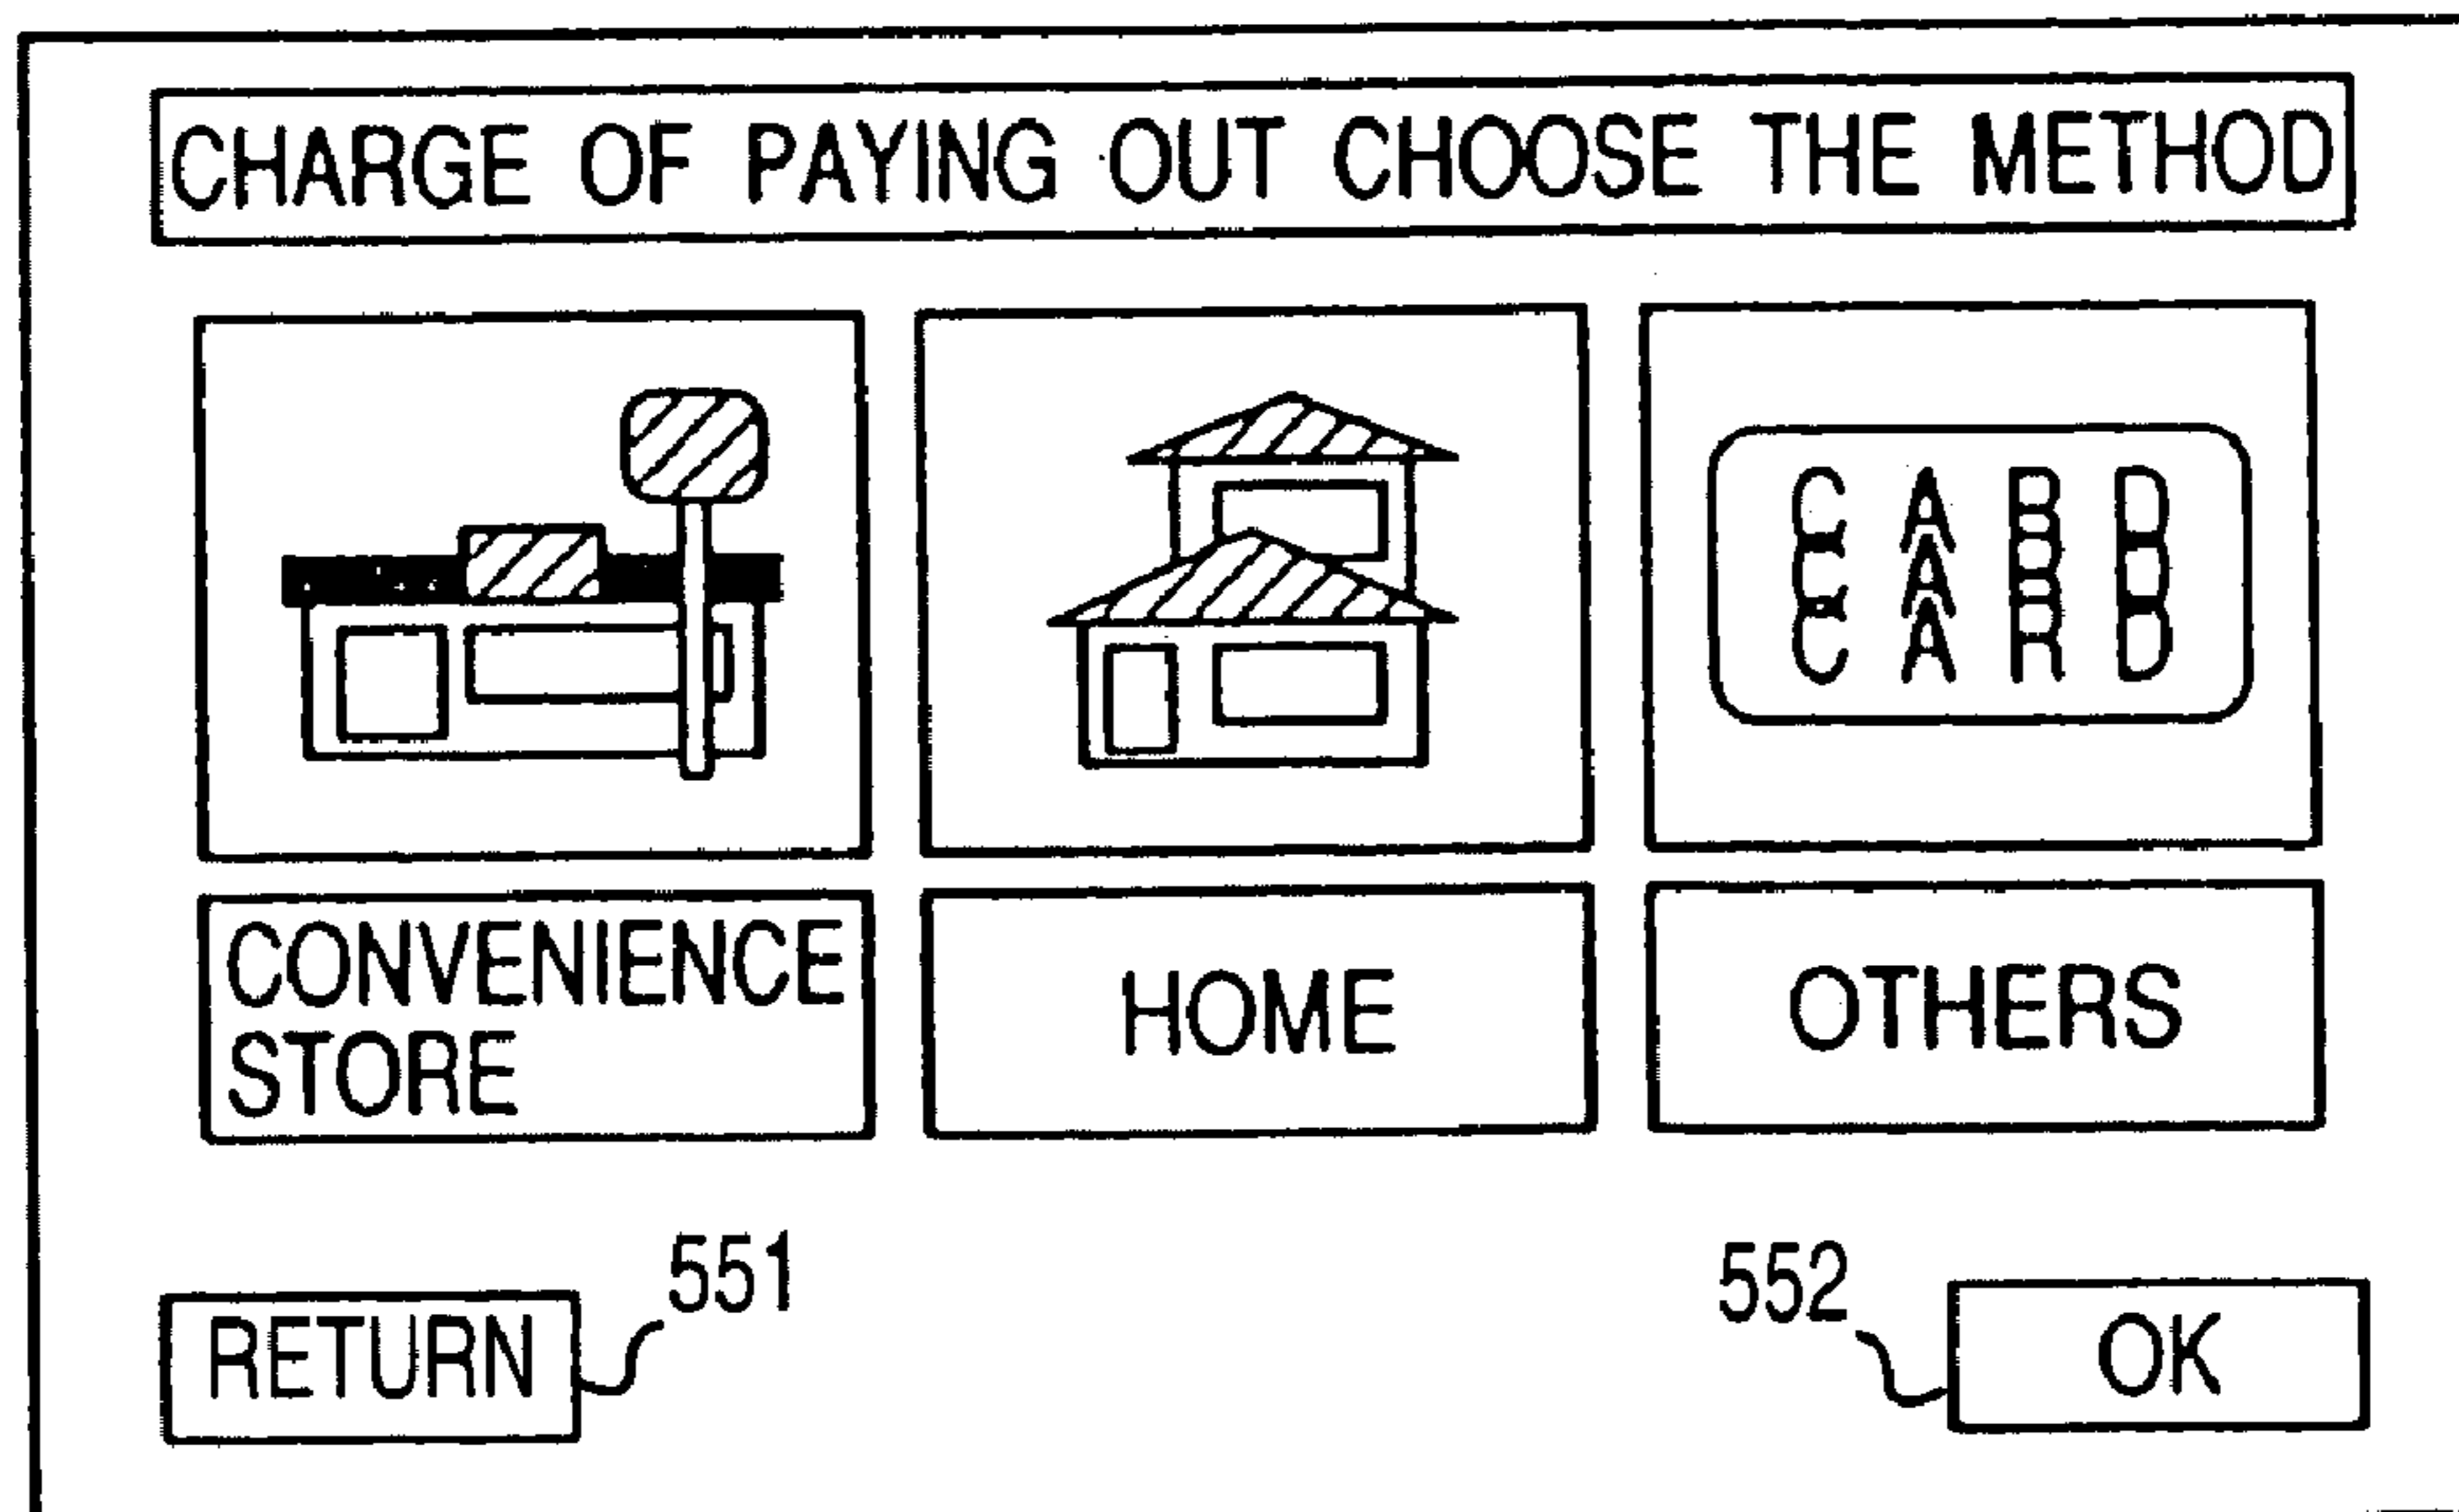 CHARGE OF PAYING OUT CHOOSE THE METHOD
CARD
CARD
CARD
CONVENIENCE
STORE
HOME
OTHERS
551
552
RETURN
OK